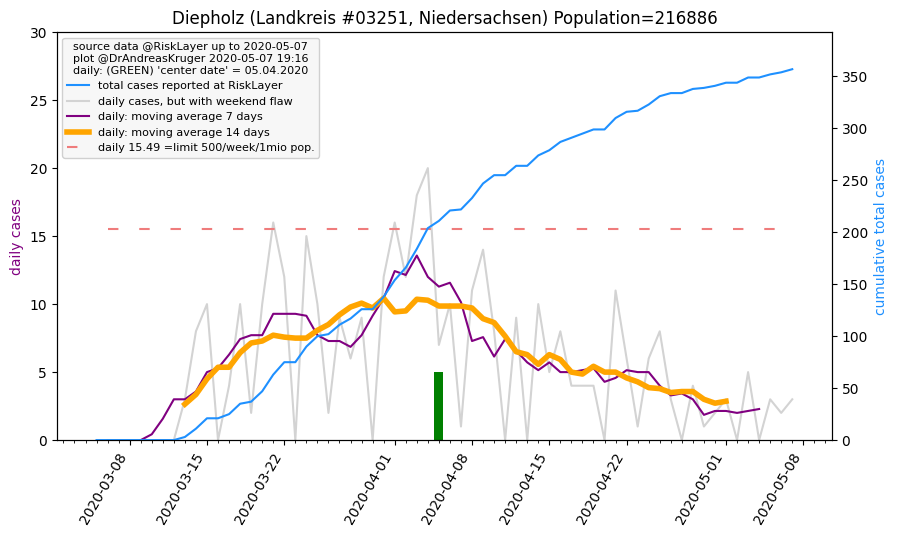 Diepholz (Landkreis #03251, Niedersachsen) Population=216886
source data @RiskLayer up to 2020-05-07
plot @DrAndreasKruger 2020-05-07 19:16
daily: (GREEN) 'center date' = 05.04.2020
total cases reported at RiskLayer
daily cases, but with weekend flaw
daily: moving average 7 days
daily: moving average 14 days
daily 15.49 =limit 500/week/1mio pop.
daily cases
30
25
20
15
10
5
0
cumulative total cases
350
300
250
200
150
100
50
0
2020-03-08
2020-03-15
2020-03-22
2020-04-01
2020-04-08
2020-04-15
2020-04-22
2020-05-01
2020-05-08